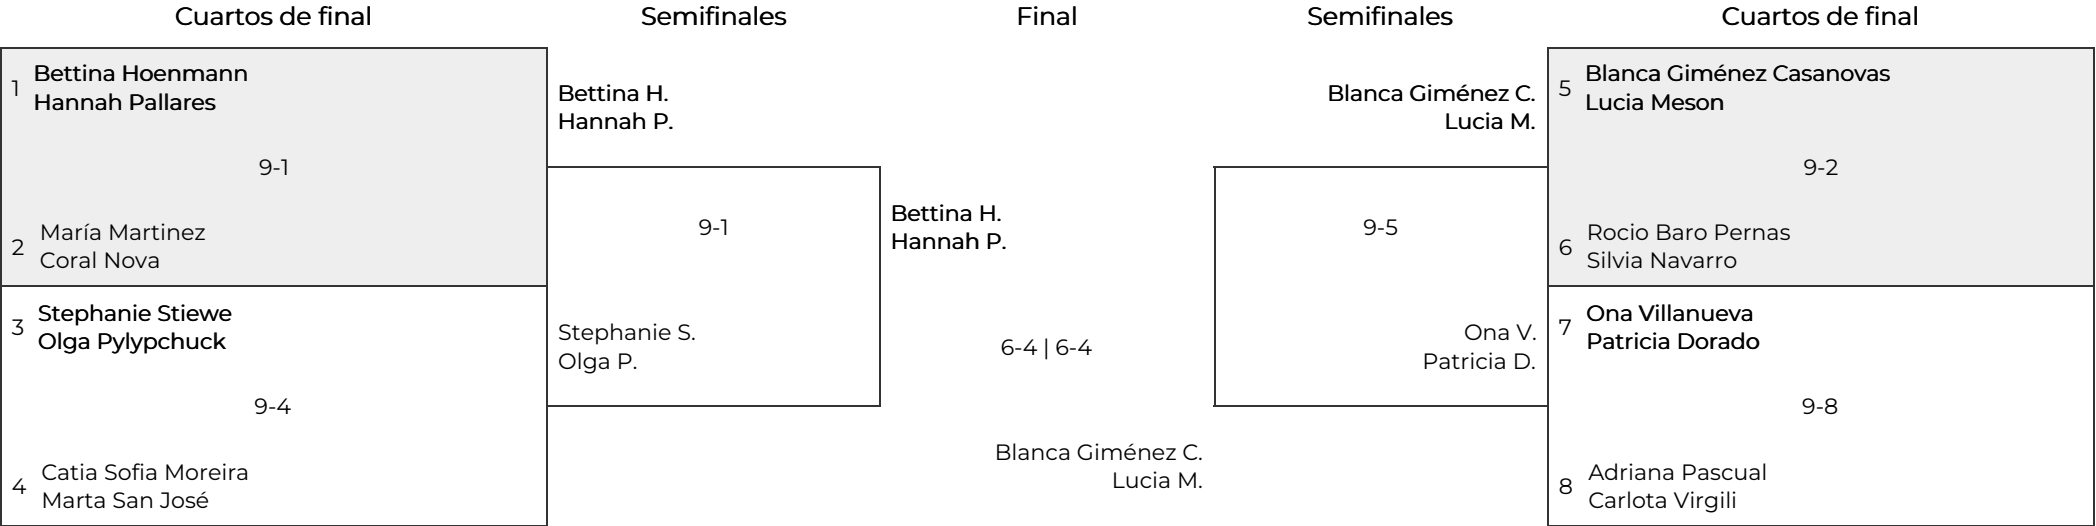 Cuartos de final
Semifinales
Final
Semifinales
Cuartos de final
1
Bettina Hoenmann
Hannah Pallares
9-1
2
María Martinez
Coral Nova
3
Stephanie Stiewe
Olga Pylypchuck
9-4
4
Catia Sofia Moreira
Marta San José
Bettina H.
Hannah P.
9-1
Stephanie S.
Olga P.
Bettina H.
Hannah P.
6-4 | 6-4
Blanca Giménez C.
Lucia M.
Blanca Giménez C.
Lucia M.
9-5
Ona V.
Patricia D.
5
Blanca Giménez Casanovas
Lucia Meson
9-2
6
Rocio Baro Pernas
Silvia Navarro
7
Ona Villanueva
Patricia Dorado
9-8
8
Adriana Pascual
Carlota Virgili